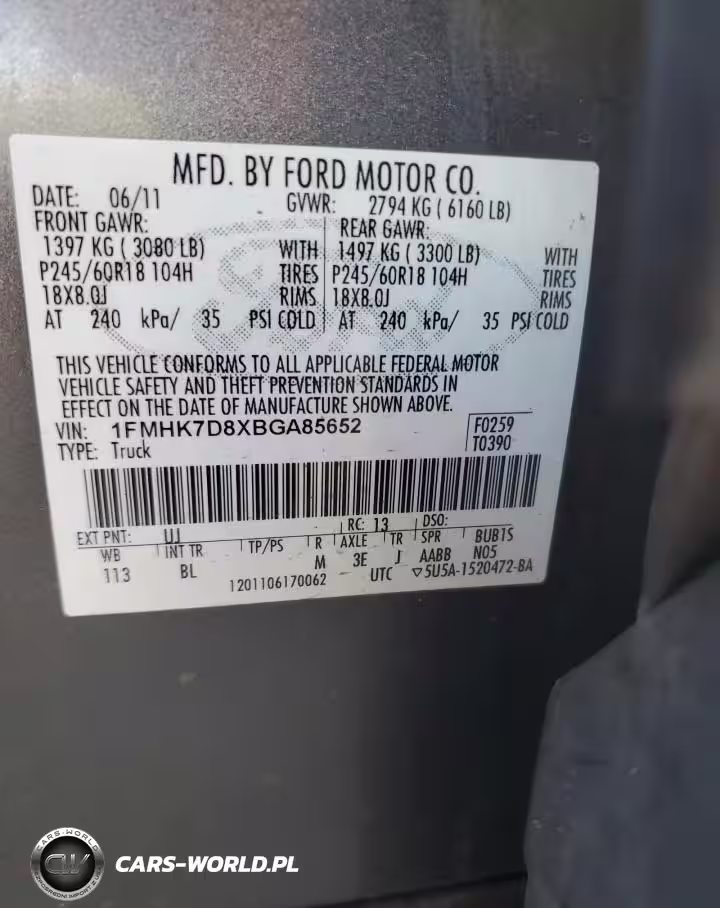 MFD. BY FORD MOTOR CO.
DATE: 06/11 GVWR: 2794 KG ( 6160 LB)
FRONT GAWR: REAR GAWR:
1397 KG ( 3080 LB) WITH 1497 KG ( 3300 LB) WITH
P245/60R18 104H TIRES P245/60R18 104H TIRES
18X8.0J RIMS 18X8.0J RIMS
AT 240 kPa/ 35 PSI COLD AT 240 kPa/ 35 PSI COLD
THIS VEHICLE CONFORMS TO ALL APPLICABLE FEDERAL MOTOR
VEHICLE SAFETY AND THEFT PREVENTION STANDARDS IN
EFFECT ON THE DATE OF MANUFACTURE SHOWN ABOVE.
VIN: 1FMHK7D8XBGA85652 F0259
TYPE: Truck T0390
EXT PNT: UJ RC: 13 DSO:
WB INT TR TP/PS R AXLE TR SPR BUB1S
113 BL M 3E J AABB N05
1201106170062 UTC ▽5U5A-1520472-BA
CARS-WORLD
CW
CARS-WORLD.PL